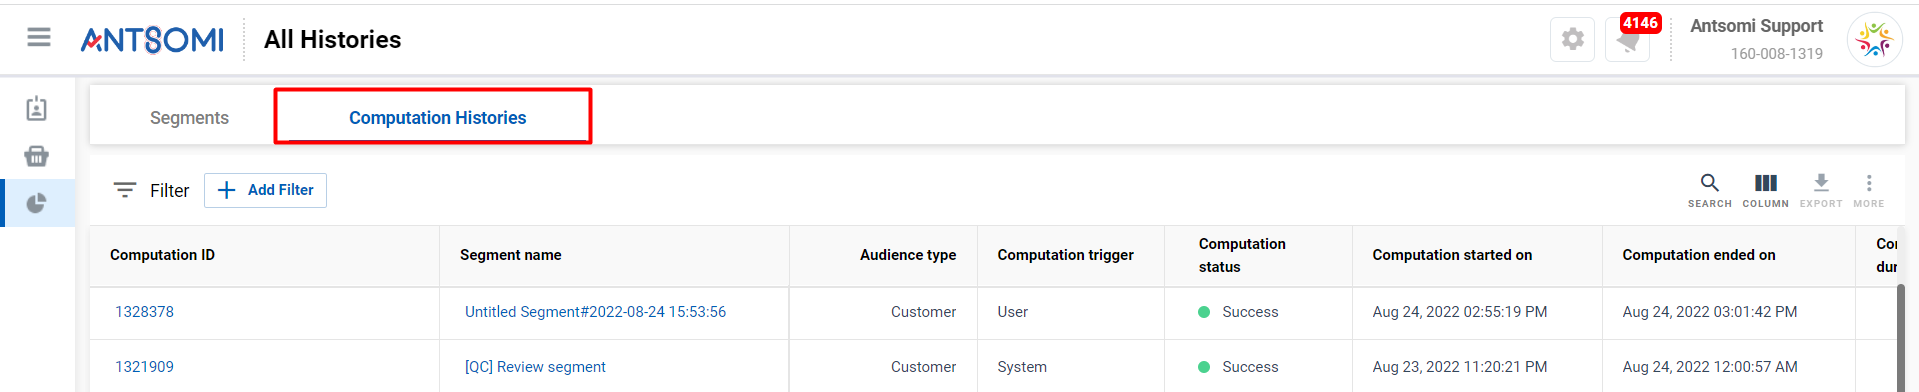 ANTSOMI
All Histories
4146
Antsomi Support
160-008-1319
Segments
Computation Histories
Filter
Add Filter
SEARCH
COLUMN
EXPORT
MORE
Computation ID
Segment name
Audience type
Computation trigger
Computation
status
Computation started on
Computation ended on
1328378
Untitled Segment#2022-08-24 15:53:56
Customer
User
Success
Aug 24, 2022 02:55:19 PM
Aug 24, 2022 03:01:42 PM
1321909
[QC] Review segment
Customer
System
Success
Aug 23, 2022 11:20:21 PM
Aug 24, 2022 12:00:57 AM